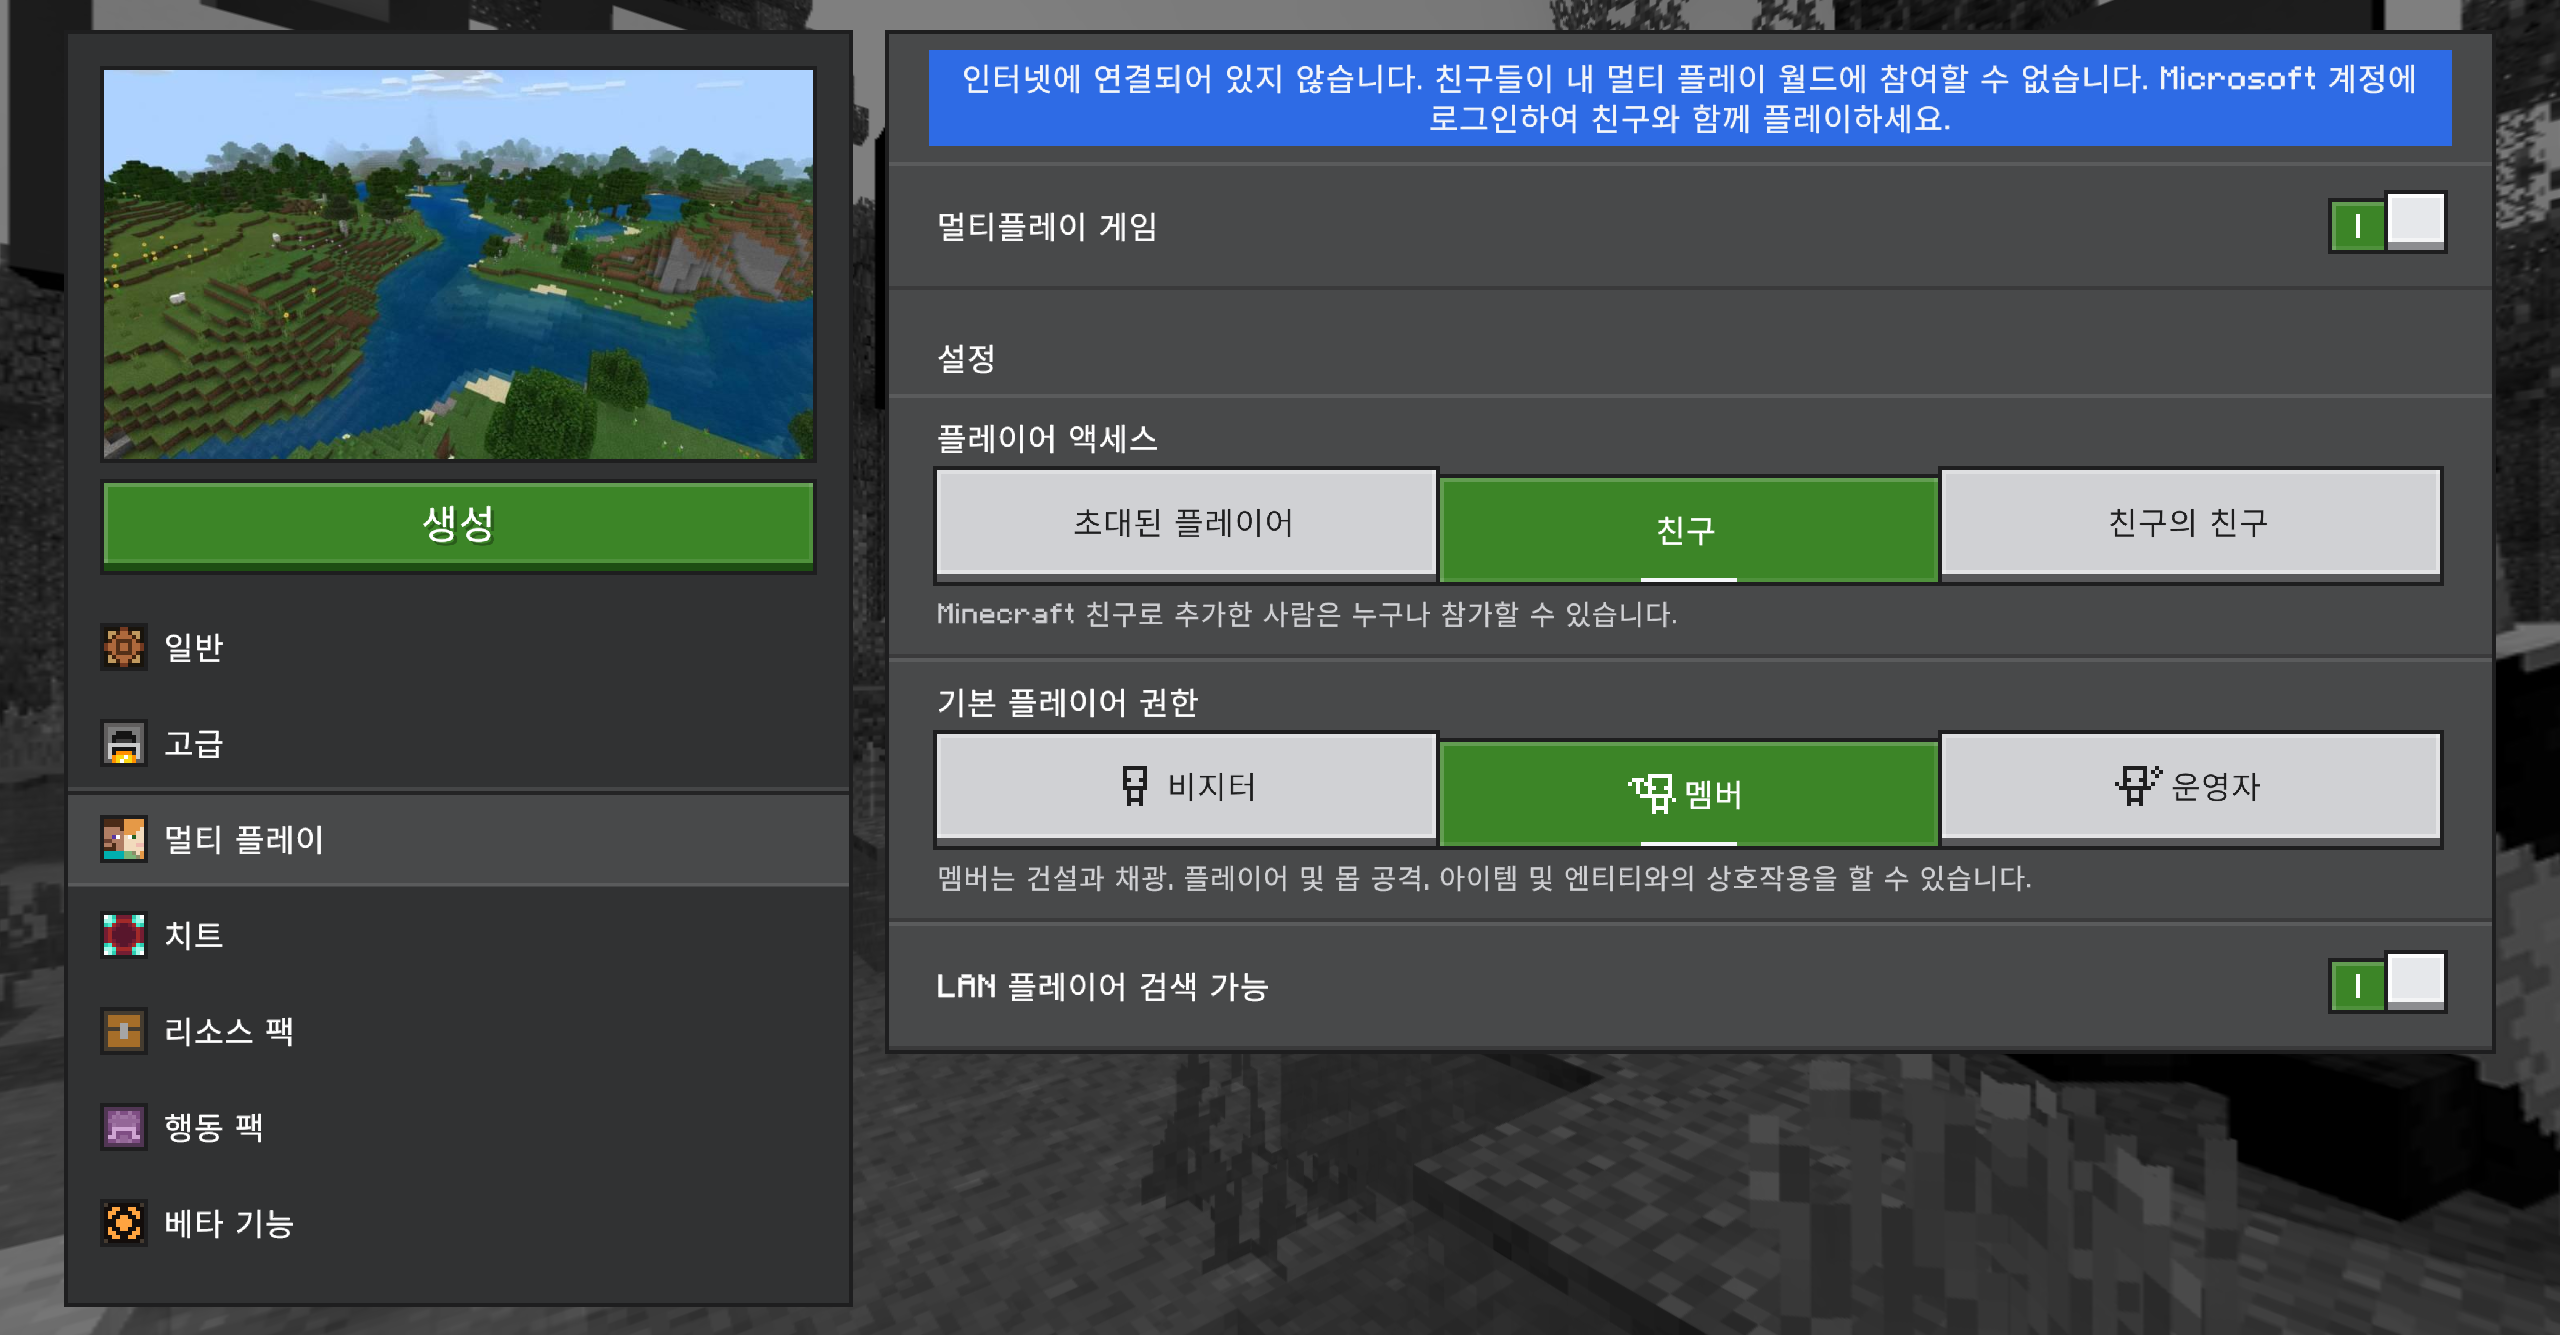 생성
일반
고급
멀티 플레이
치트
리소스 팩
행동 팩
베타 기능
인터넷에 연결되어 있지 않습니다. 친구들이 내 멀티 플레이 월드에 참여할 수 없습니다. Microsoft 계정에
로그인하여 친구와 함께 플레이하세요.
멀티플레이 게임
설정
플레이어 액세스
초대된 플레이어
친구
친구의 친구
Minecraft 친구로 추가한 사람은 누구나 참가할 수 있습니다.
기본 플레이어 권한
비지터
멤버
운영자
멤버는 건설과 채광, 플레이어 및 몹 공격, 아이템 및 엔티티와의 상호작용을 할 수 있습니다.
LAN 플레이어 검색 가능